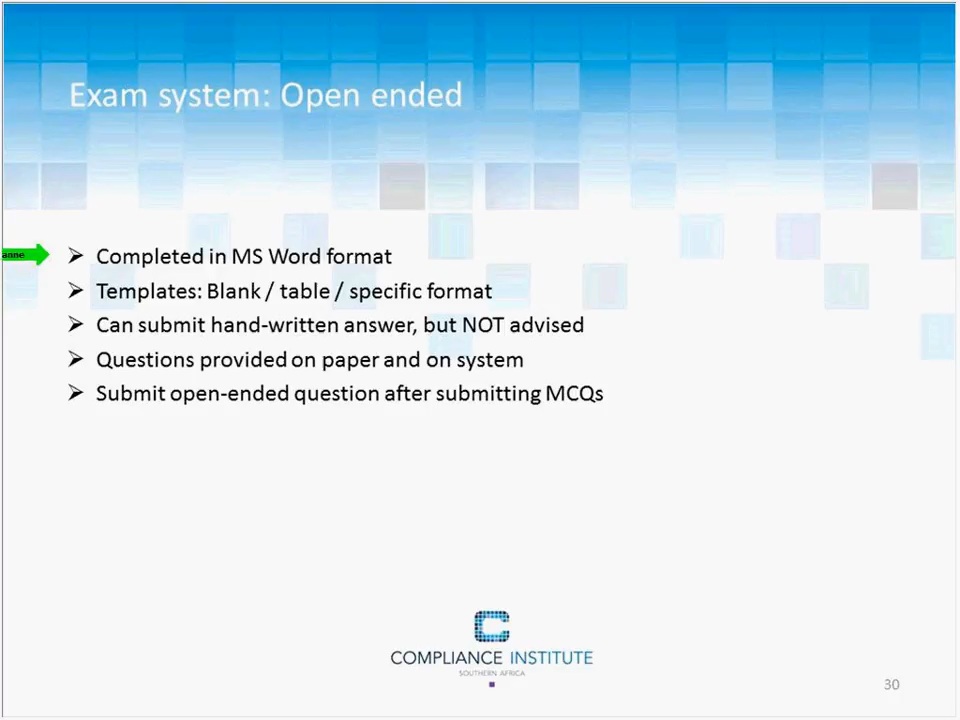 Exam system: Open ended
anne
➢ Completed in MS Word format
➢ Templates: Blank / table / specific format
➢ Can submit hand-written answer, but NOT advised
➢ Questions provided on paper and on system
➢ Submit open-ended question after submitting MCQs
COMPLIANCE INSTITUTE
SOUTHERN AFRICA
30